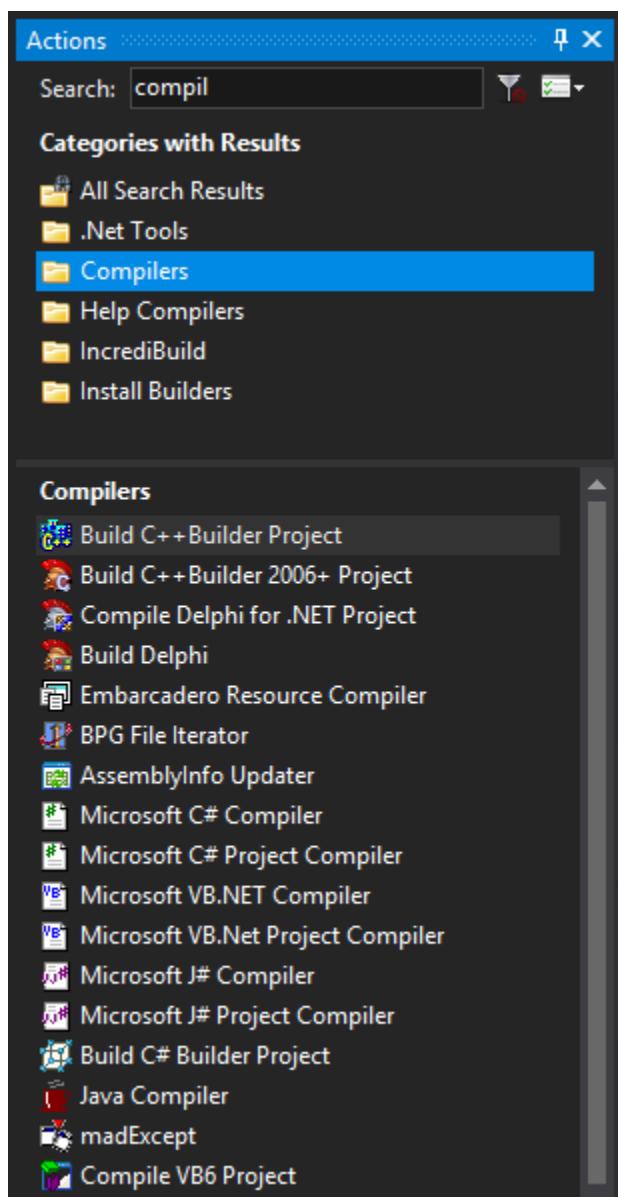 Actions
Search: compil
Categories with Results
All Search Results
.Net Tools
Compilers
Help Compilers
IncrediBuild
Install Builders
Compilers
Build C++Builder Project
Build C++Builder 2006+ Project
Compile Delphi for .NET Project
Build Delphi
Embarcadero Resource Compiler
BPG File Iterator
AssemblyInfo Updater
Microsoft C# Compiler
Microsoft C# Project Compiler
Microsoft VB.NET Compiler
Microsoft VB.Net Project Compiler
Microsoft J# Compiler
Microsoft J# Project Compiler
Build C# Builder Project
Java Compiler
madExcept
Compile VB6 Project